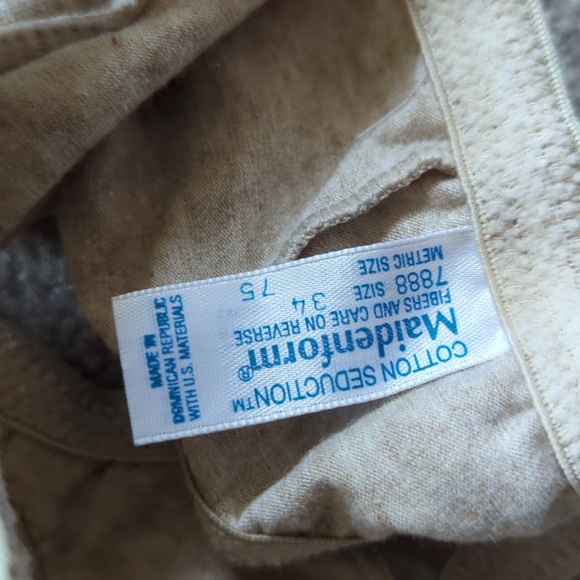 COTTON SEDUCTION™
Maidenform®
FIBERS AND CARE ON REVERSE
7888 SIZE 34
METRIC SIZE 75
MADE IN
DOMINICAN REPUBLIC
WITH U.S. MATERIALS